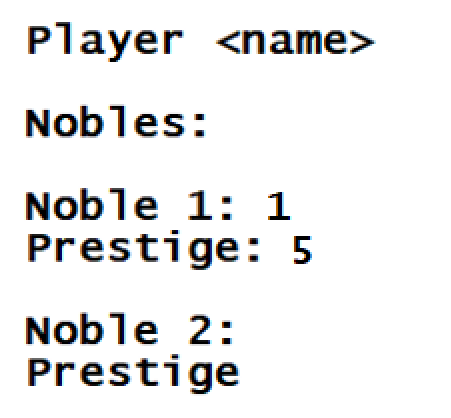 Player <name>
Nobles:
Noble 1: 1
Prestige: 5
Noble 2:
Prestige